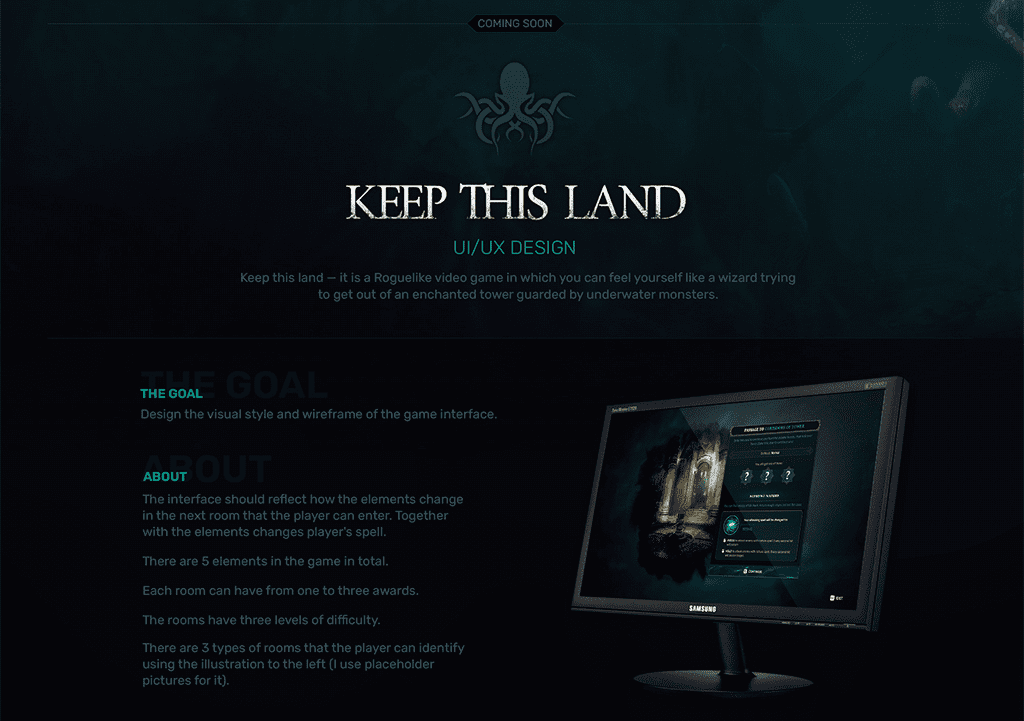 COMING SOON
KEEP THIS LAND
UI/UX DESIGN
Keep this land — it is a Roguelike video game in which you can feel yourself like a wizard trying
to get out of an enchanted tower guarded by underwater monsters.
THE GOAL
THE GOAL
Design the visual style and wireframe of the game interface.
ABOUT
ABOUT
The interface should reflect how the elements change
in the next room that the player can enter. Together
with the elements changes player's spell.
There are 5 elements in the game in total.
Each room can have from one to three awards.
The rooms have three levels of difficulty.
There are 3 types of rooms that the player can identify
using the illustration to the left (I use placeholder
pictures for it).
? ? ?
CONTINUE
EXIT
SAMSUNG